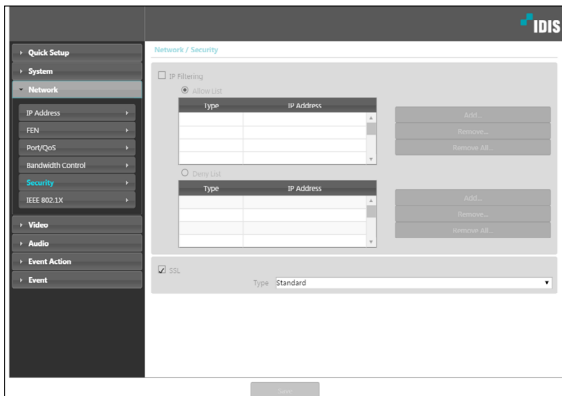 IDIS
Quick Setup
System
Network
IP Address
FEN
Port/QoS
Bandwidth Control
Security
IEEE 802.1X
Video
Audio
Event Action
Event
Network / Security
IP Filtering
Allow List
Type IP Address
Add...
Remove...
Remove All...
Deny List
Type IP Address
Add...
Remove...
Remove All...
SSL
Type Standard
Save